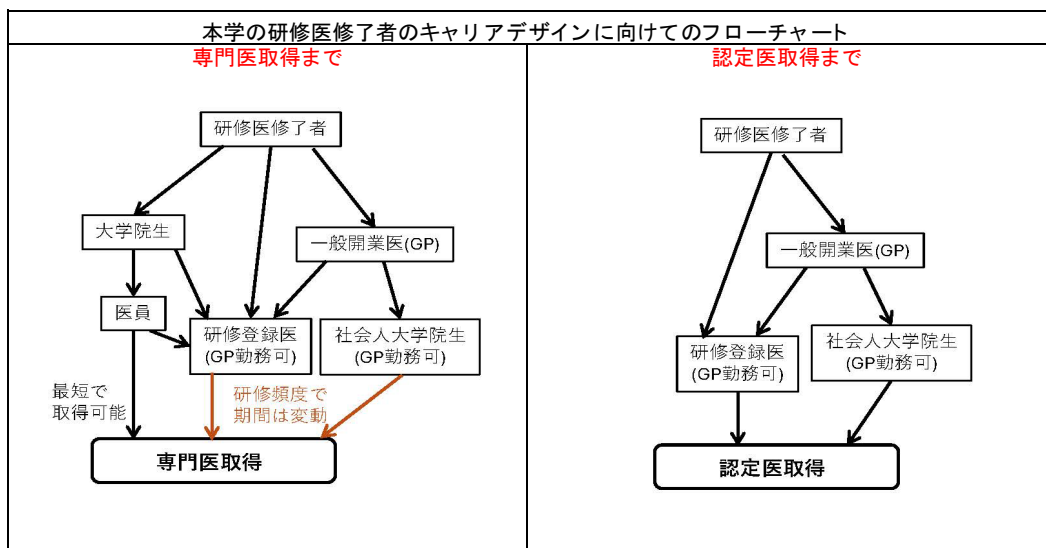 本学の研修医修了者のキャリアデザインに向けてのフローチャート
専門医取得まで
研修医修了者
大学院生
一般開業医(GP)
医員
研修登録医
(GP勤務可)
社会人大学院生
(GP勤務可)
最短で
取得可能
研修頻度で
期間は変動
専門医取得
認定医取得まで
研修医修了者
一般開業医(GP)
研修登録医
(GP勤務可)
社会人大学院生
(GP勤務可)
認定医取得